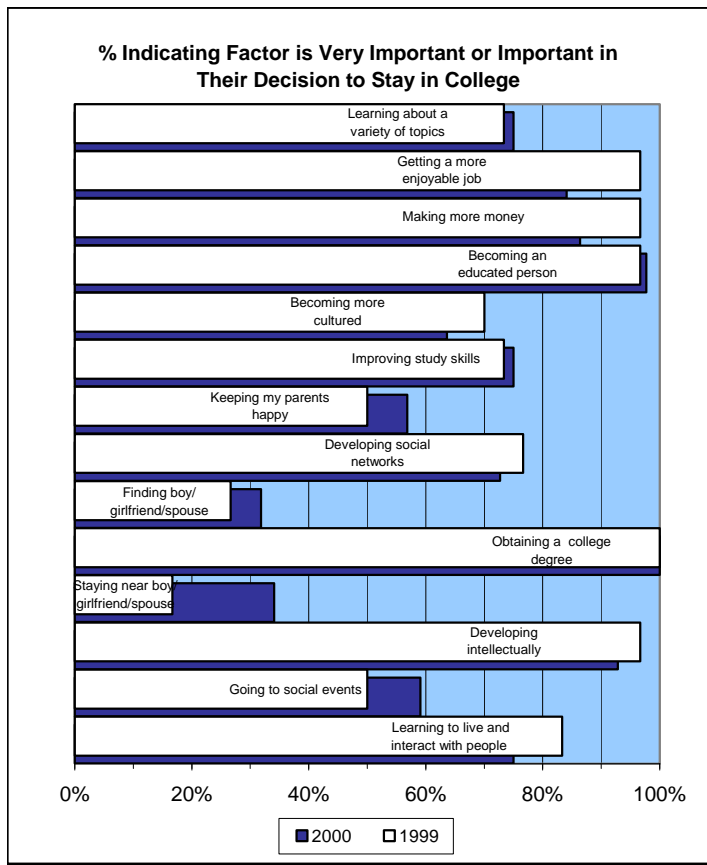 % Indicating Factor is Very Important or Important in
Their Decision to Stay in College
Learning about a
variety of topics
Getting a more
enjoyable job
Making more money
Becoming an
educated person
Becoming more
cultured
Improving study skills
Keeping my parents
happy
Developing social
networks
Finding boy/
girlfriend/spouse
Obtaining a college
degree
Staying near boy/
girlfriend/spouse
Developing
intellectually
Going to social events
Learning to live and
interact with people
0% 20% 40% 60% 80% 100%
2000 1999